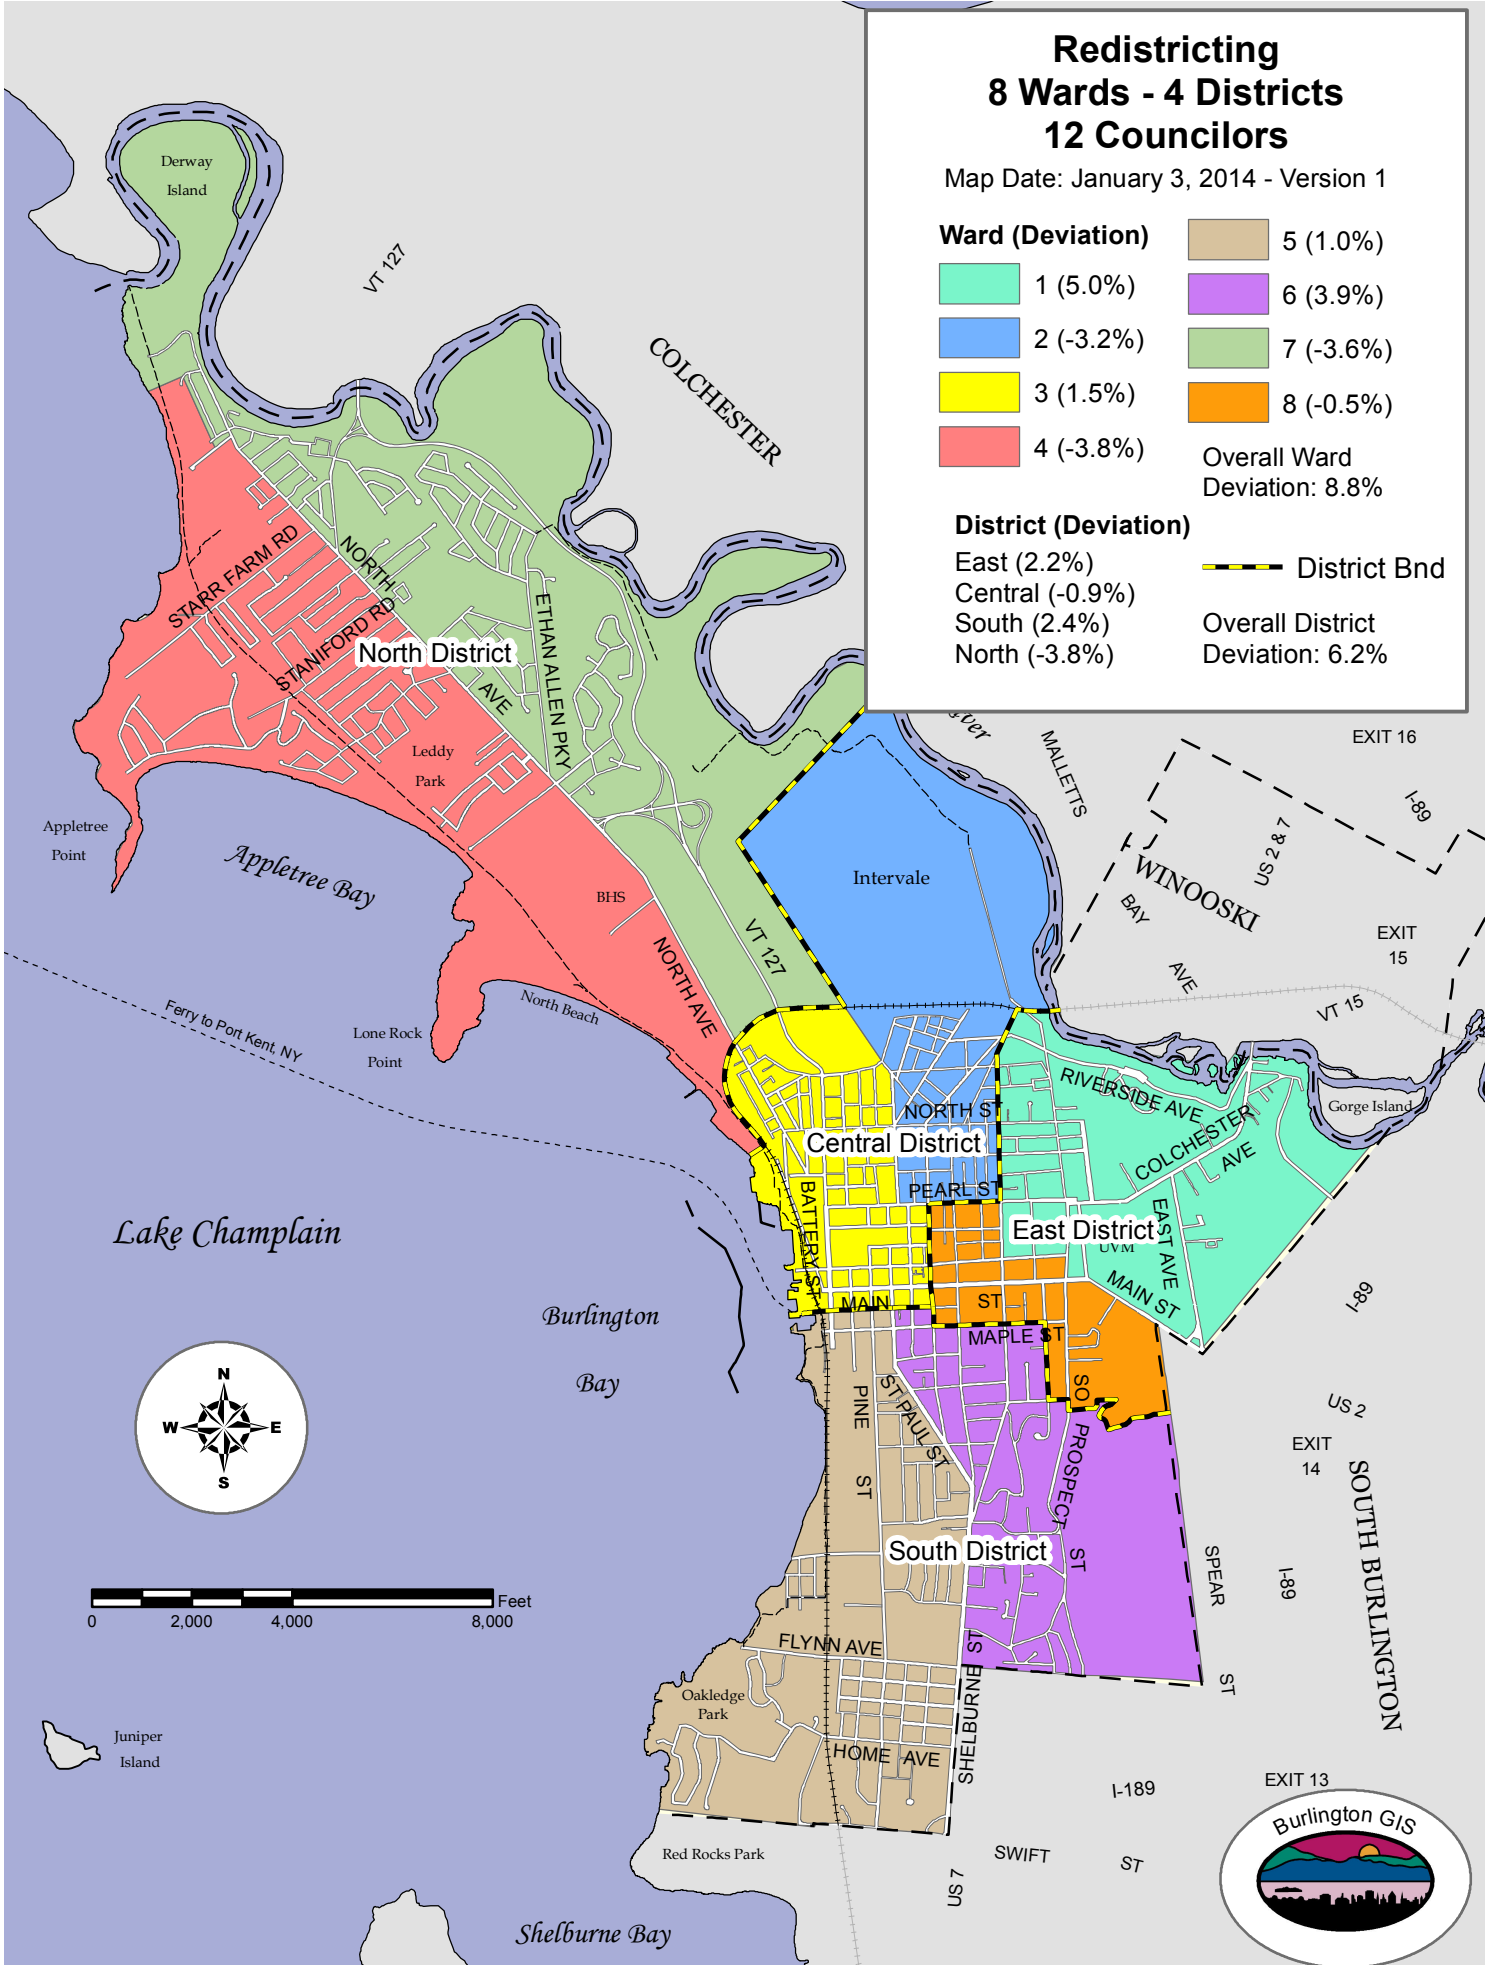 Redistricting
8 Wards - 4 Districts
12 Councilors
Map Date: January 3, 2014 - Version 1
Ward (Deviation)
1 (5.0%)
2 (-3.2%)
3 (1.5%)
4 (-3.8%)
5 (1.0%)
6 (3.9%)
7 (-3.6%)
8 (-0.5%)
Overall Ward
Deviation: 8.8%
District (Deviation)
East (2.2%)
Central (-0.9%)
South (2.4%)
North (-3.8%)
District Bnd
Overall District
Deviation: 6.2%
Derway
Island
VT 127
COLCHESTER
STARR FARM RD
NORTH
STANIFORD RD
North District
AVE
ETHAN ALLEN PKY
Leddy
Park
Appletree
Point
Appletree Bay
BHS
NORTH AVE
VT 127
Intervale
MALLETTS
BAY
AVE
WINOOSKI
US 2 & 7
EXIT 16
I-89
EXIT
15
VT 15
Ferry to Port Kent, NY
North Beach
Lone Rock
Point
RIVERSIDE AVE
COLCHESTER
AVE
Gorge Island
NORTH ST
Central District
PEARL ST
BATTERY ST
East District
UVM
EAST AVE
MAIN ST
MAIN
ST
MAPLE ST
I-89
Lake Champlain
Burlington
Bay
N
W
E
S
PINE
ST
ST PAUL ST
SO
PROSPECT
ST
US 2
EXIT
14
SOUTH BURLINGTON
South District
SPEAR
ST
I-89
0
2,000
4,000
8,000
Feet
FLYNN AVE
Oakledge
Park
SHELBURNE ST
HOME AVE
Juniper
Island
I-189
EXIT 13
Red Rocks Park
US 7
SWIFT
ST
Shelburne Bay
Burlington GIS